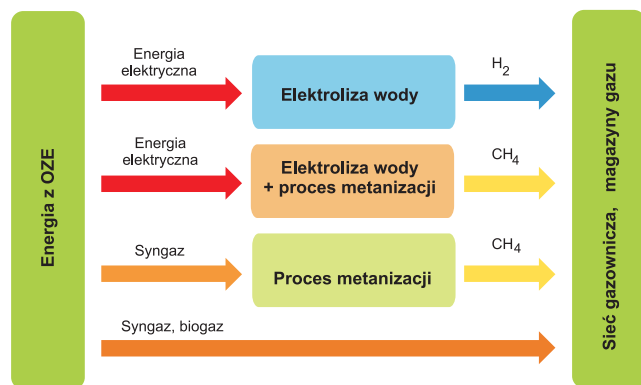 Energia z OZE
Energia
elektryczna
Elektroliza wody
H2
Energia
elektryczna
Elektroliza wody
+ proces metanizacji
CH4
Syngaz
Proces metanizacji
CH4
Syngaz, biogaz
Sieć gazownicza, magazyny gazu